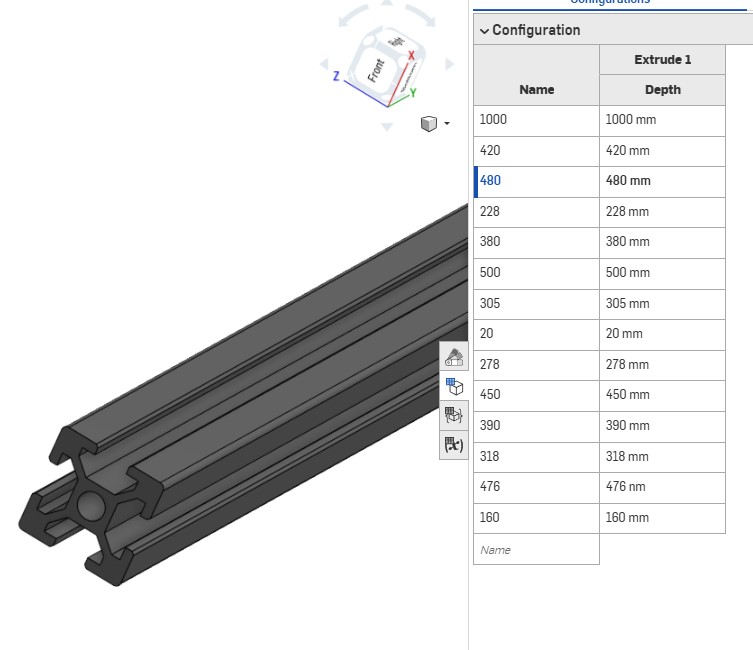 Configurations
Configuration
Extrude 1
Name Depth
1000 1000 mm
420 420 mm
480 480 mm
228 228 mm
380 380 mm
500 500 mm
305 305 mm
20 20 mm
278 278 mm
450 450 mm
390 390 mm
318 318 mm
476 476 nm
160 160 mm
Name
Front
X
Z
Y
(x)